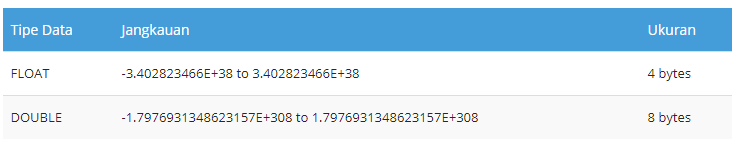 Tipe Data Jangkauan Ukuran
FLOAT -3.402823466E+38 to 3.402823466E+38 4 bytes
DOUBLE -1.7976931348623157E+308 to 1.7976931348623157E+308 8 bytes